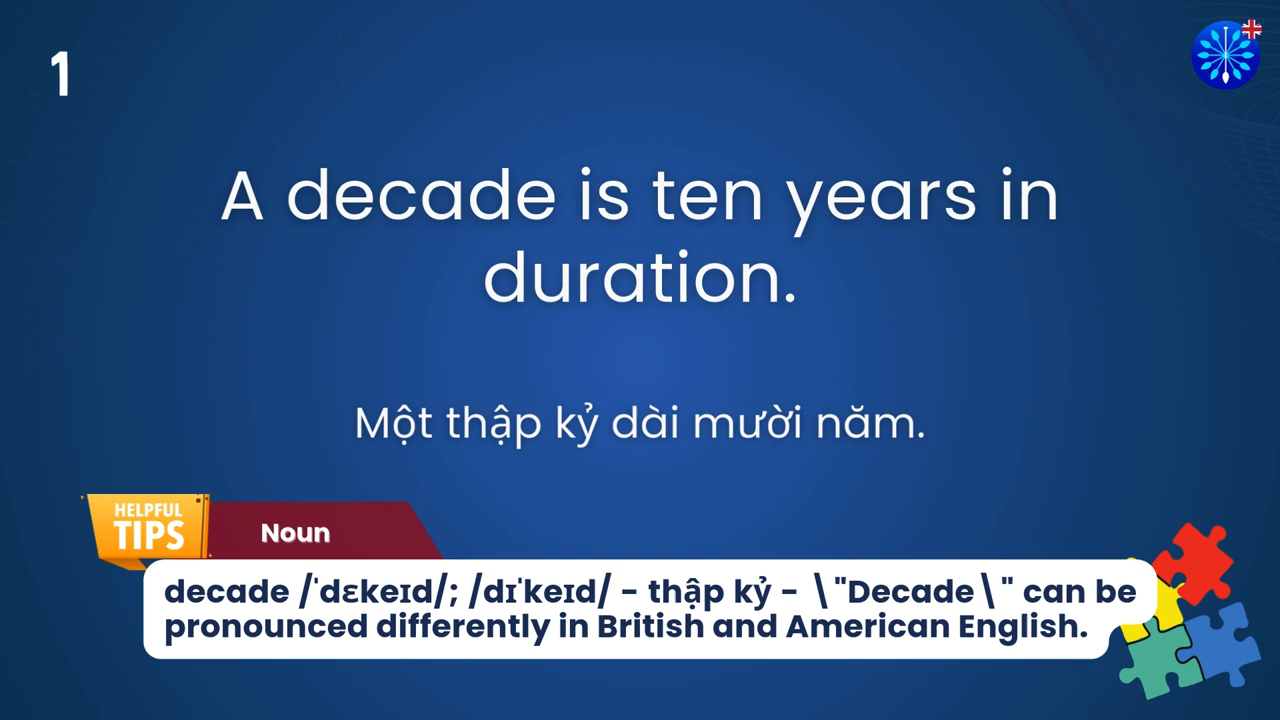 1
A decade is ten years in
duration.
Một thập kỷ dài mười năm.
HELPFUL
TIPS
Noun
decade /ˈdɛkeɪd/; /dɪˈkeɪd/ - thập kỷ - \"Decade\" can be
pronounced differently in British and American English.